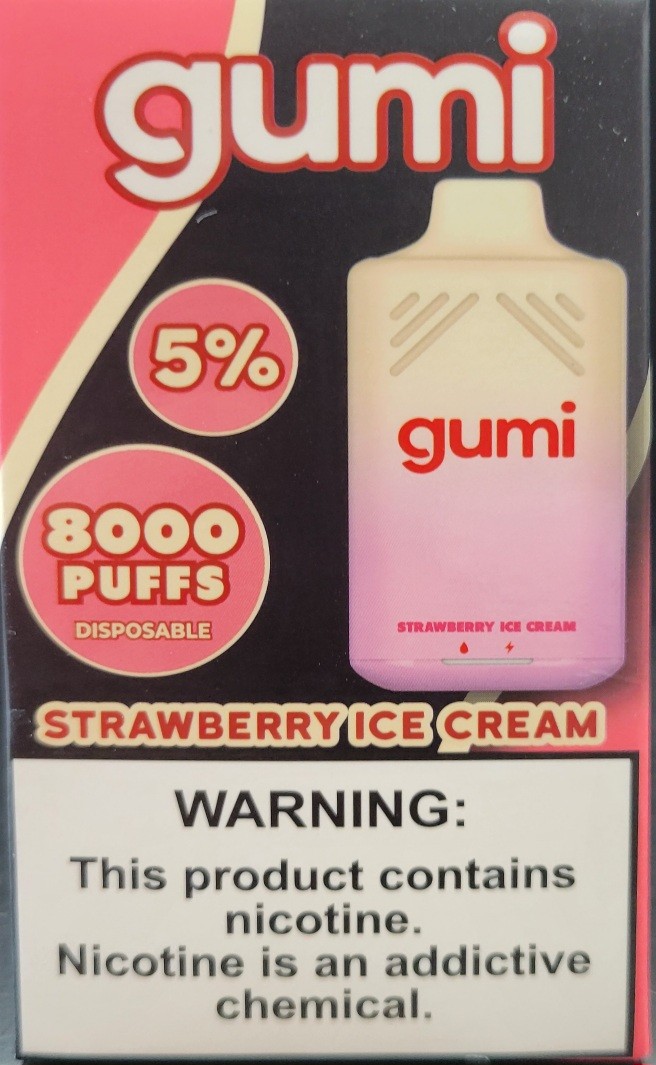 gumi
5%
8000
PUFFS
DISPOSABLE
gumi
STRAWBERRY ICE CREAM
STRAWBERRY ICE CREAM
WARNING:
This product contains
nicotine.
Nicotine is an addictive
chemical.